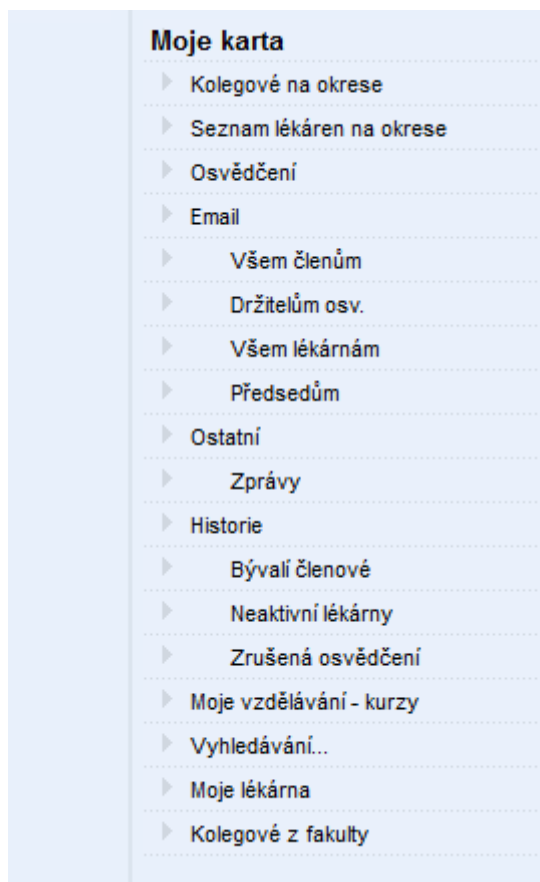 Moje karta
Kolegové na okrese
Seznam lékáren na okrese
Osvědčení
Email
Všem členům
Držitelům osv.
Všem lékárnám
Předsedům
Ostatní
Zprávy
Historie
Bývalí členové
Neaktivní lékárny
Zrušená osvědčení
Moje vzdělávání - kurzy
Vyhledávání...
Moje lékárna
Kolegové z fakulty